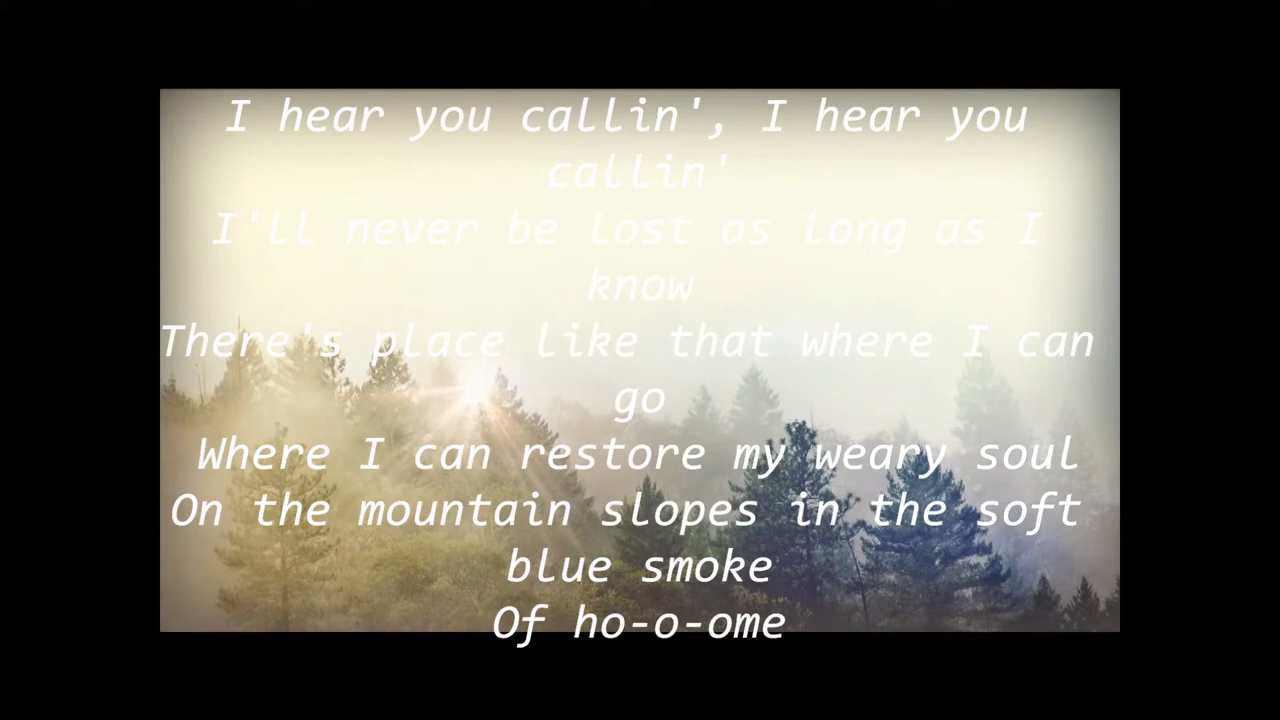 I hear you callin', I hear you
callin'
I'll never be lost as long as I
know
There's place like that where I can
go
Where I can restore my weary soul
On the mountain slopes in the soft
blue smoke
Of ho-o-ome